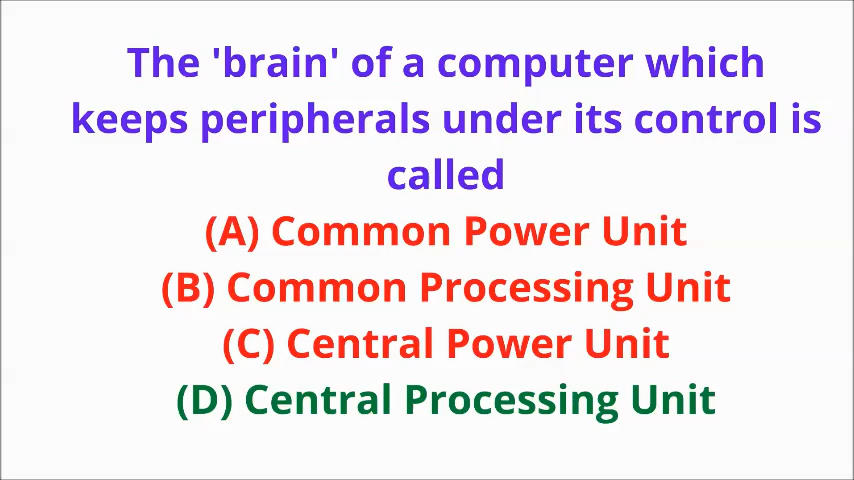 The 'brain' of a computer which
keeps peripherals under its control is
called
(A) Common Power Unit
(B) Common Processing Unit
(C) Central Power Unit
(D) Central Processing Unit